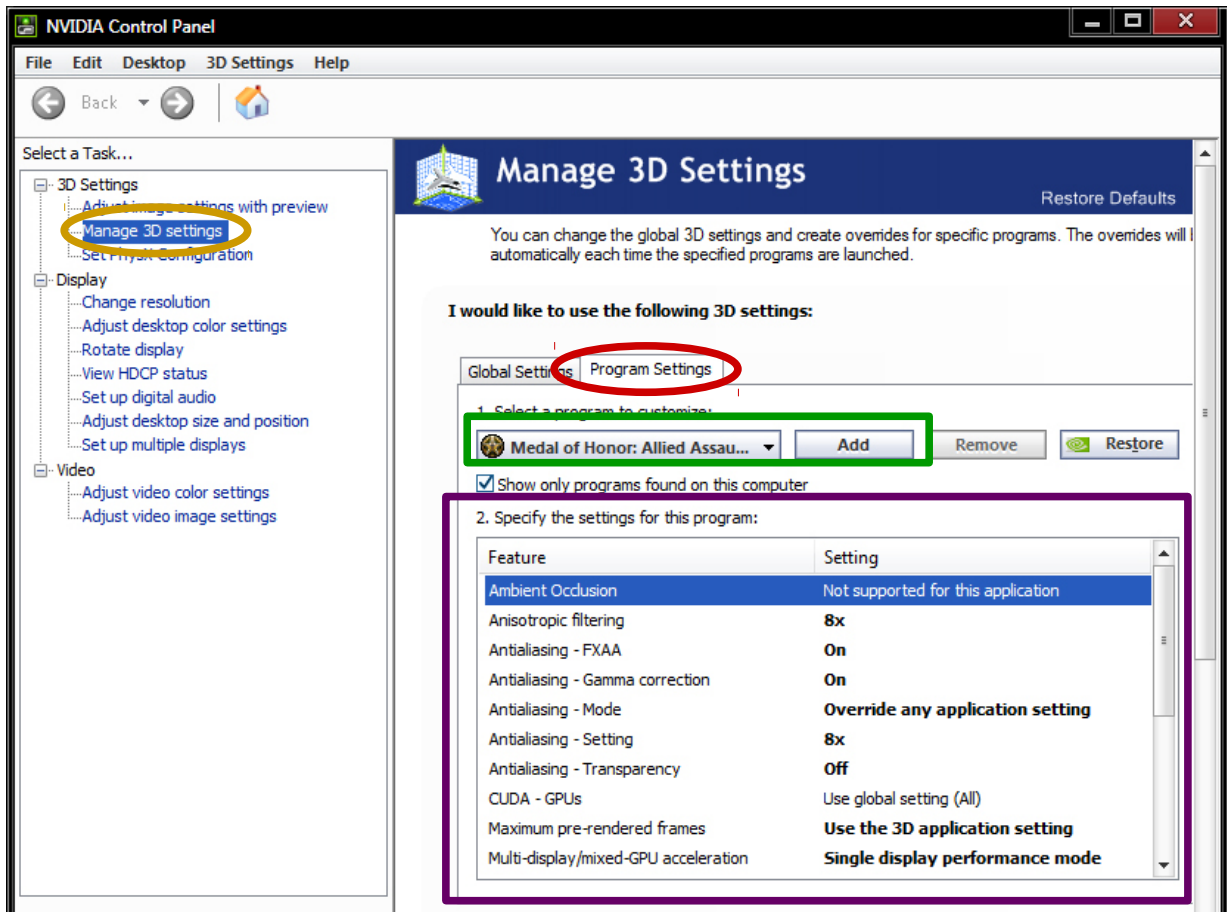 NVIDIA Control Panel
File Edit Desktop 3D Settings Help
Back
Select a Task...
3D Settings
Adjust image settings with preview
Manage 3D settings
Set PhysX Configuration
Display
Change resolution
Adjust desktop color settings
Rotate display
View HDCP status
Set up digital audio
Adjust desktop size and position
Set up multiple displays
Video
Adjust video color settings
Adjust video image settings
Manage 3D Settings
Restore Defaults
You can change the global 3D settings and create overrides for specific programs. The overrides will
automatically each time the specified programs are launched.
I would like to use the following 3D settings:
Global Settings Program Settings
1. Select a program to customize:
Medal of Honor: Allied Assau... Add Remove Restore
Show only programs found on this computer
2. Specify the settings for this program:
Feature Setting
Ambient Occlusion Not supported for this application
Anisotropic filtering 8x
Antialiasing - FXAA On
Antialiasing - Gamma correction On
Antialiasing - Mode Override any application setting
Antialiasing - Setting 8x
Antialiasing - Transparency Off
CUDA - GPUs Use global setting (All)
Maximum pre-rendered frames Use the 3D application setting
Multi-display/mixed-GPU acceleration Single display performance mode